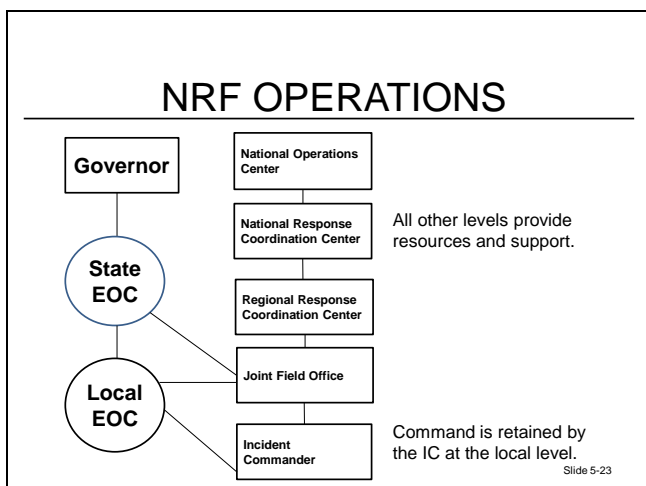 NRF OPERATIONS
Governor
State
EOC
Local
EOC
National Operations
Center
National Response
Coordination Center
Regional Response
Coordination Center
Joint Field Office
Incident
Commander
All other levels provide
resources and support.
Command is retained by
the IC at the local level.
Slide 5-23